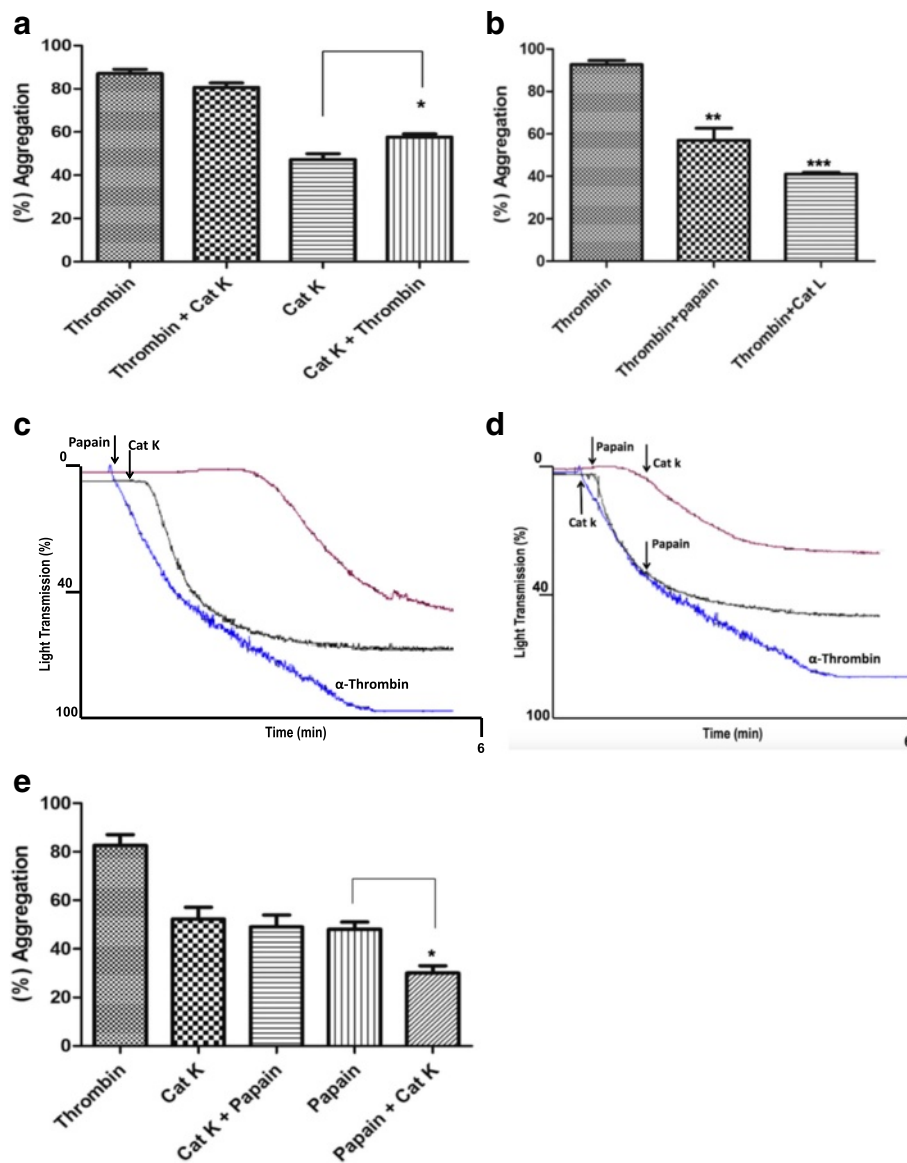 a
(%) Aggregation
100
80
60
40
20
0
*
Thrombin
Thrombin + Cat K
Cat K
Cat K + Thrombin
b
(%) Aggregation
100
80
60
40
20
0
**
***
Thrombin
Thrombin+papain
Thrombin+Cat L
c
Papain
Cat K
0
40
100
Light Transmission (%)
α-Thrombin
Time (min)
6
d
Papain
Cat k
0
Cat k
Papain
40
100
Light Transmission (%)
α-Thrombin
Time (min)
e
(%) Aggregation
100
80
60
40
20
0
*
Thrombin
Cat K
Cat K + Papain
Papain
Papain + Cat K